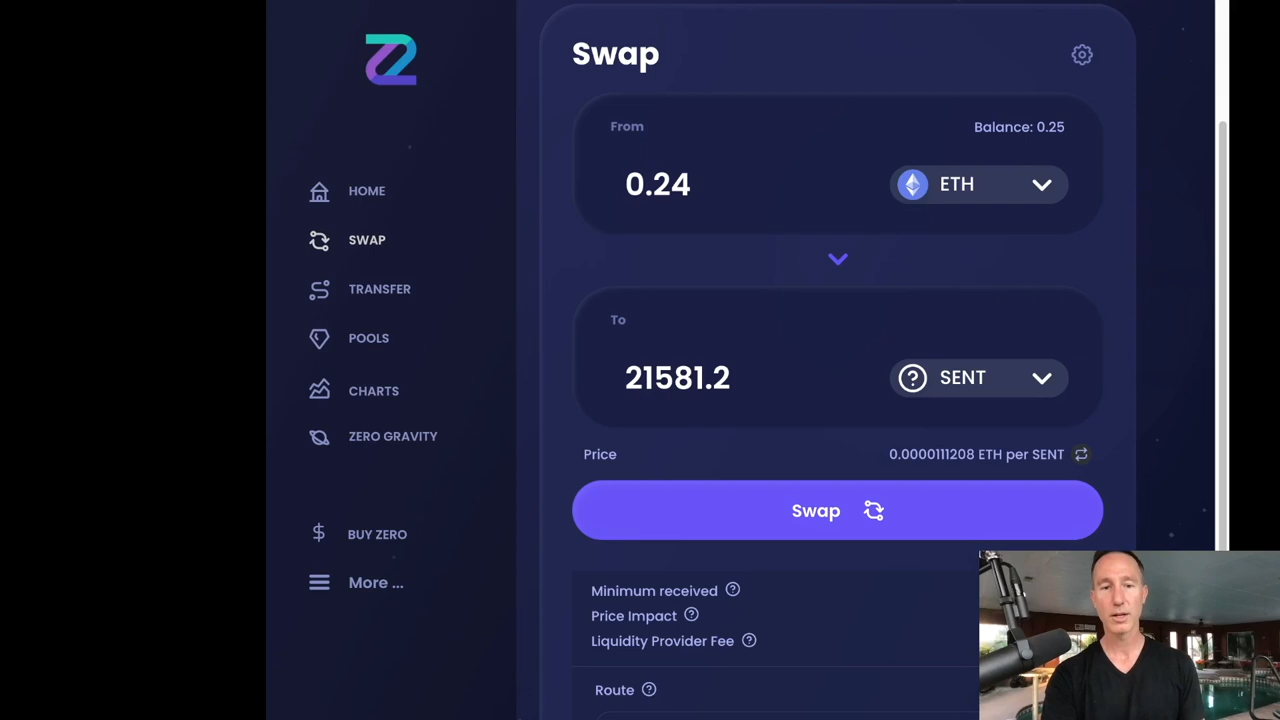 Swap
From
Balance: 0.25
0.24
ETH
To
21581.2
SENT
Price
0.0000111208 ETH per SENT
Swap
Minimum received
Price Impact
Liquidity Provider Fee
Route
HOME
SWAP
TRANSFER
POOLS
CHARTS
ZERO GRAVITY
BUY ZERO
More ...